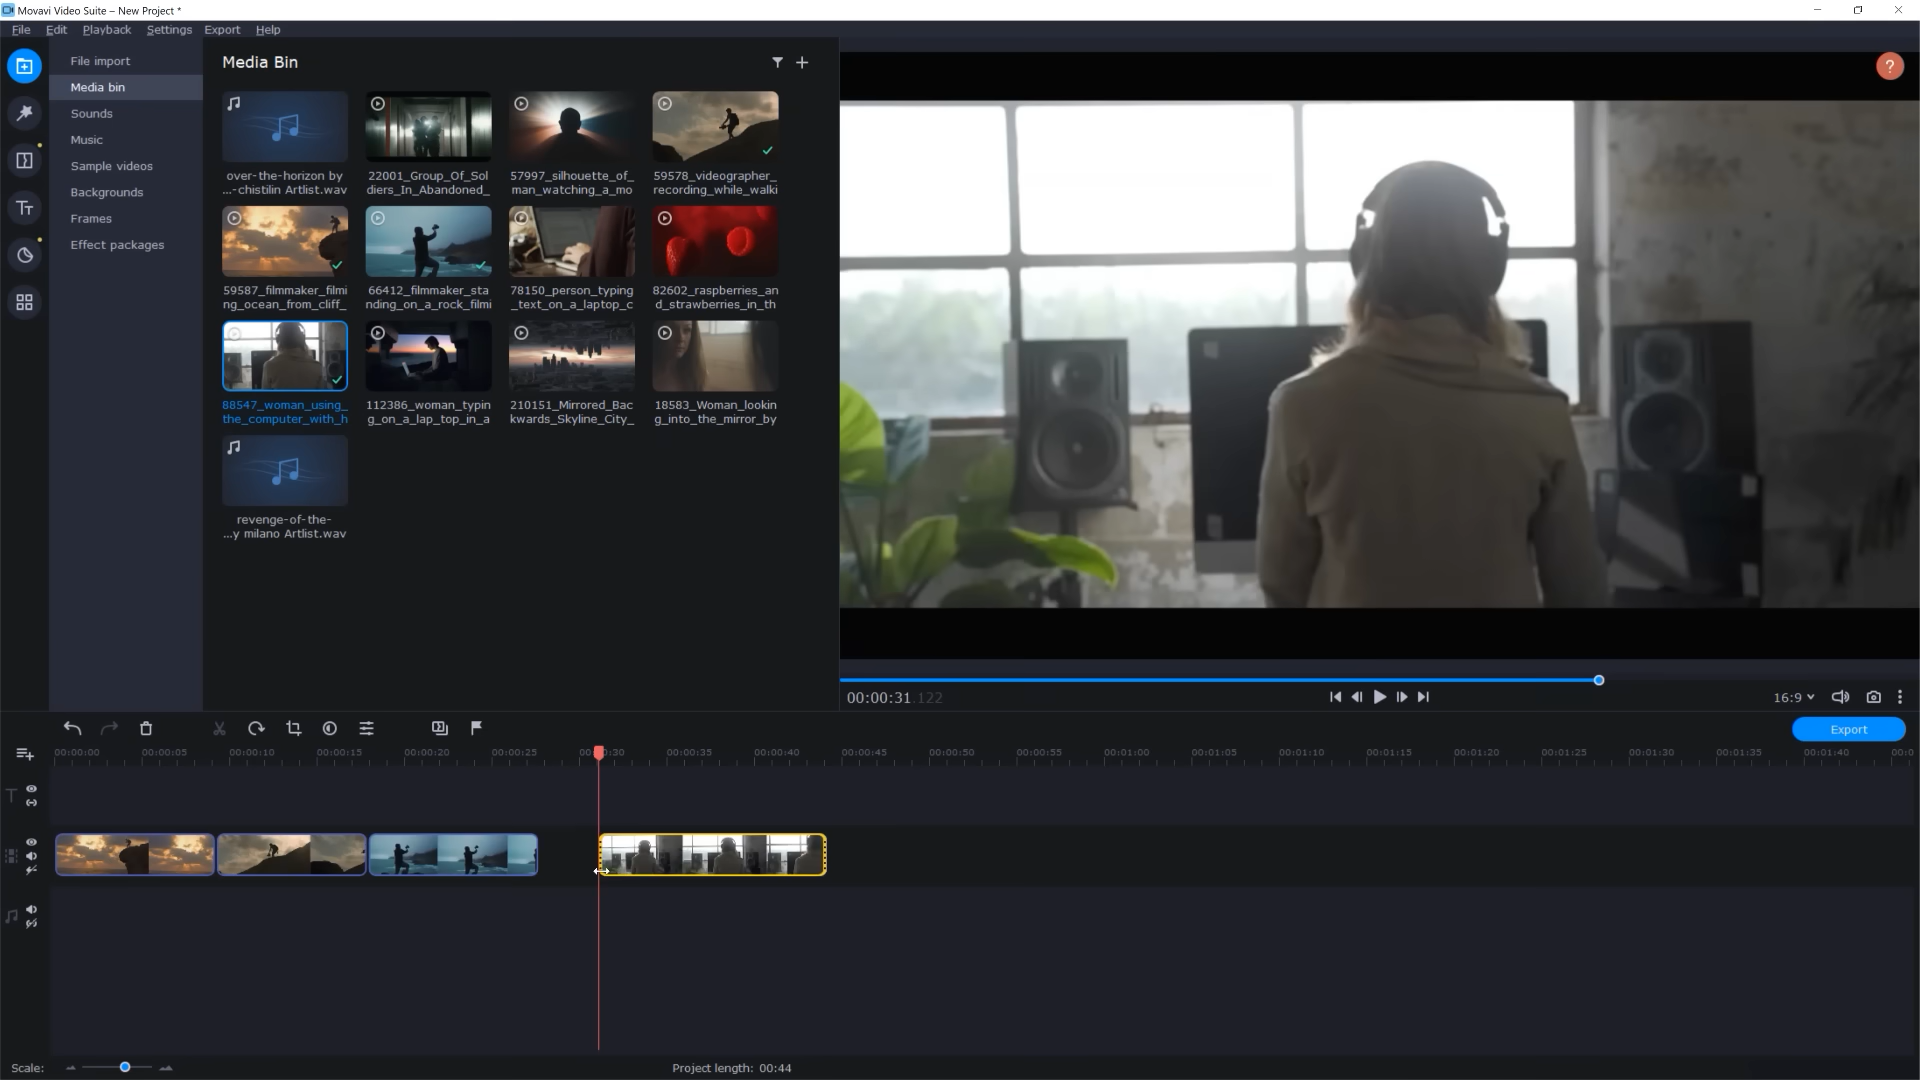 Movavi Video Suite – New Project *
File Edit Playback Settings Export Help
File import
Media bin
Sounds
Music
Sample videos
Backgrounds
Frames
Effect packages
Media Bin
over-the-horizon by
...-chistilin Artlist.wav
22001_Group_Of_Sol
diers_In_Abandoned_
57997_silhouette_of_
man_watching_a_mo
59578_videographer_
recording_while_walki
59587_filmmaker_filmi
ng_ocean_from_cliff_
66412_filmmaker_sta
nding_on_a_rock_filmi
78150_person_typing
_text_on_a_laptop_c
82602_raspberries_an
d_strawberries_in_th
88547_woman_using_
the_computer_with_h
112386_woman_typin
g_on_a_lap_top_in_a
210151_Mirrored_Bac
kwards_Skyline_City_
18583_Woman_lookin
g_into_the_mirror_by
revenge-of-the-
...y milano Artlist.wav
?
00:00:31.122
16:9
Export
00:00:00 00:00:05 00:00:10 00:00:15 00:00:20 00:00:25 00:00:30 00:00:35 00:00:40 00:00:45 00:00:50 00:00:55 00:01:00 00:01:05 00:01:10 00:01:15 00:01:20 00:01:25 00:01:30 00:01:35 00:01:40 00:0
Scale:
Project length: 00:44